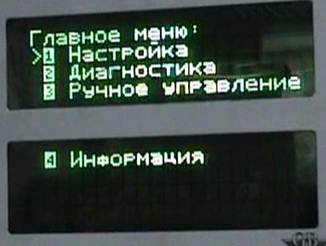 Главное меню:
>1 Настройка
2 Диагностика
3 Ручное управление
4 Информация